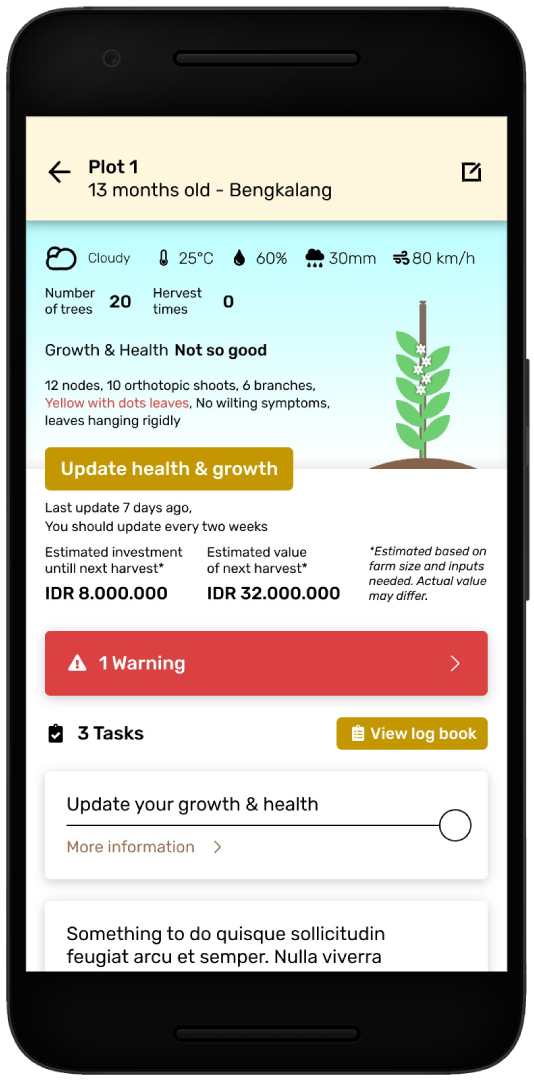 Plot 1
13 months old - Bengkalang
Cloudy 25°C 60% 30mm 80 km/h
Number of trees 20 Hervest times 0
Growth & Health Not so good
12 nodes, 10 orthotopic shoots, 6 branches,
Yellow with dots leaves, No wilting symptoms,
leaves hanging rigidly
Update health & growth
Last update 7 days ago,
You should update every two weeks
Estimated investment
untill next harvest*
IDR 8.000.000
Estimated value
of next harvest*
IDR 32.000.000
*Estimated based on
farm size and inputs
needed. Actual value
may differ.
1 Warning
3 Tasks
View log book
Update your growth & health
More information
Something to do quisque sollicitudin
feugiat arcu et semper. Nulla viverra